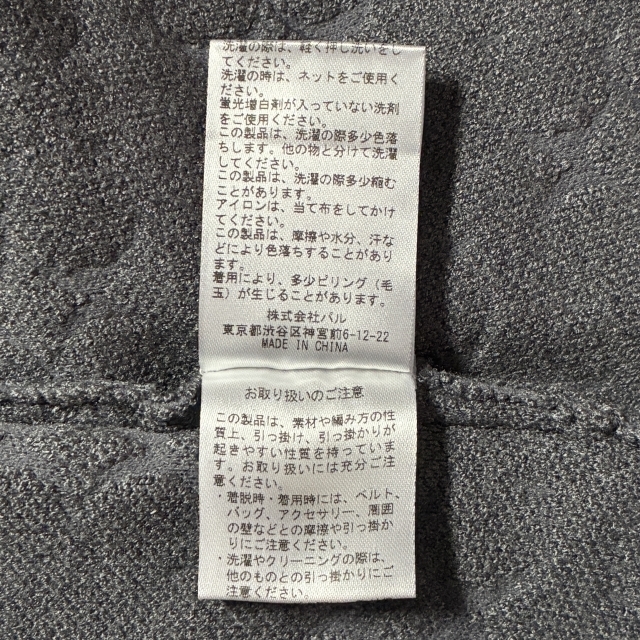 洗濯の際は、軽く押し洗いをし
てください。
洗濯の時は、ネットをご使用く
ださい。
蛍光増白剤が入っていない洗剤
をご使用ください。
この製品は、洗濯の際多少色落
ちします。他の物と分けて洗濯
してください。
この製品は、洗濯の際多少縮む
ことがあります。
アイロンは、当て布をしてかけ
てください。
この製品は、摩擦や水分、汗な
どにより色落ちすることがあり
ます。
着用により、多少ピリング(毛
玉)が生じることがあります。
株式会社パル
東京都渋谷区神宮前6-12-22
MADE IN CHINA
お取り扱いのご注意
この製品は、素材や編み方の性
質上、引っ掛け、引っ掛かりが
起きやすい性質を持っていま
す。お取り扱いには充分ご注
意ください。
・着脱時・着用時には、ベルト、
バッグ、アクセサリー、周囲
の壁などとの摩擦や引っ掛か
りにご注意ください。
・洗濯やクリーニングの際は、
他のものとの引っ掛かりにご
注意ください。